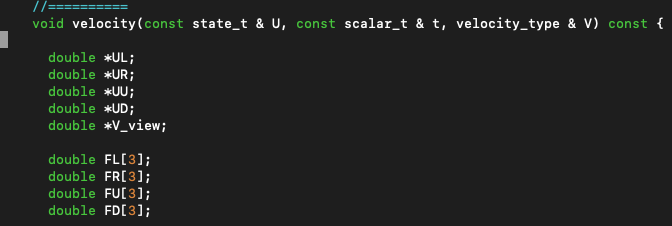 //==========
void velocity(const state_t & U, const scalar_t & t, velocity_type & V) const {
double *UL;
double *UR;
double *UU;
double *UD;
double *V_view;
double FL[3];
double FR[3];
double FU[3];
double FD[3];